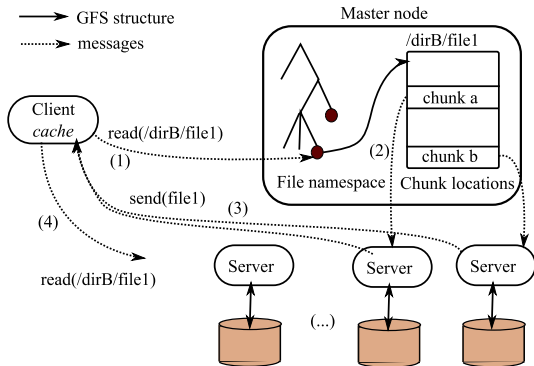 GFS structure
messages
Master node
/dirB/file1
Client
cache
read(/dirB/file1)
(1)
chunk a
(2)
chunk b
File namespace
Chunk locations
send(file1)
(3)
(4)
read(/dirB/file1)
Server
Server
Server
(...)